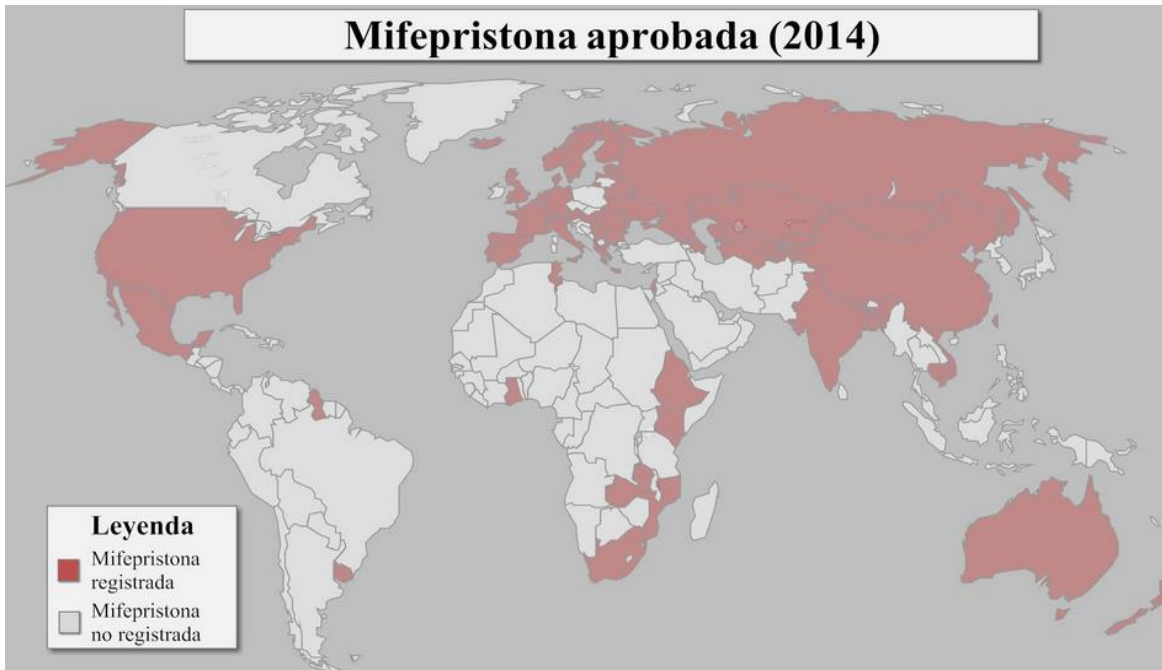 Mifepristona aprobada (2014)
Leyenda
Mifepristona
registrada
Mifepristona
no registrada